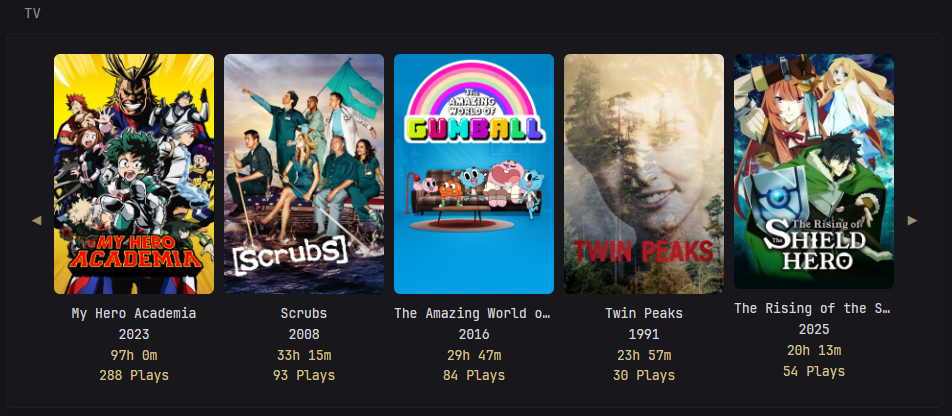 TV
MY HERO
ACADEMIA
[scrubs]
The
AMAZING
WORLD OF
GUMBALL
TWIN PEAKS
The Rising of
The SHIELD
HERO
My Hero Academia
2023
97h 0m
288 Plays
Scrubs
2008
33h 15m
93 Plays
The Amazing World o…
2016
29h 47m
84 Plays
Twin Peaks
1991
23h 57m
30 Plays
The Rising of the S…
2025
20h 13m
54 Plays